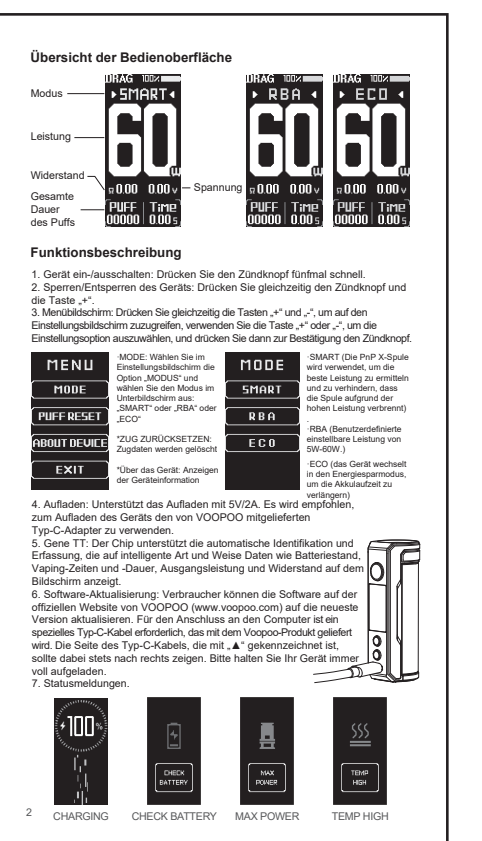 Übersicht der Bedienoberfläche
Modus
Leistung
Widerstand
Gesamte
Dauer
des Puffs
DRAG 100%
SMART
60W
Ω 0.00 0.00 v
PUFF | Time
00000 0.00 s
Spannung
DRAG 100%
RBA
60W
Ω 0.00 0.00 v
PUFF | Time
00000 0.00 s
DRAG 100%
ECO
60W
Ω 0.00 0.00 v
PUFF | Time
00000 0.00 s
Funktionsbeschreibung
1. Gerät ein-/ausschalten: Drücken Sie den Zündknopf fünfmal schnell.
2. Sperren/Entsperren des Geräts: Drücken Sie gleichzeitig den Zündknopf und
die Taste „+“.
3. Menübildschirm: Drücken Sie gleichzeitig die Tasten „+“ und „-“, um auf den
Einstellungsbildschirm zuzugreifen, verwenden Sie die Taste „+“ oder „-“, um die
Einstellungsoption auszuwählen, und drücken Sie dann zur Bestätigung den Zündknopf.
MENU
MODE
PUFF RESET
ABOUT DEVICE
EXIT
·MODE: Wählen Sie im
Einstellungsbildschirm die
Option „MODUS“ und
wählen Sie den Modus im
Unterbildschirm aus:
„SMART“ oder „RBA“ oder
„ECO“
*ZUG ZURÜCKSETZEN:
Zugdaten werden gelöscht
*Über das Gerät: Anzeigen
der Geräteinformation
MODE
SMART
RBA
ECO
·SMART (Die PnP X-Spule
wird verwendet, um die
beste Leistung zu ermitteln
und zu verhindern, dass
die Spule aufgrund der
hohen Leistung verbrennt)
·
·RBA (Benutzerdefinierte
einstellbare Leistung von
5W-60W.)
·ECO (das Gerät wechselt
in den Energiesparmodus,
um die Akkulaufzeit zu
verlängern)
4. Aufladen: Unterstützt das Aufladen mit 5V/2A. Es wird empfohlen,
zum Aufladen des Geräts den von VOOPOO mitgelieferten
Typ-C-Adapter zu verwenden.
5. Gene TT: Der Chip unterstützt die automatische Identifikation und
Erfassung, die auf intelligente Art und Weise Daten wie Batteriestand,
Vaping-Zeiten und -Dauer, Ausgangsleistung und Widerstand auf dem
Bildschirm anzeigt.
6. Software-Aktualisierung: Verbraucher können die Software auf der
offiziellen Website von VOOPOO (www.voopoo.com) auf die neueste
Version aktualisieren. Für den Anschluss an den Computer ist ein
spezielles Typ-C-Kabel erforderlich, das mit dem Voopoo-Produkt geliefert
wird. Die Seite des Typ-C-Kabels, die mit „▲“ gekennzeichnet ist,
sollte dabei stets nach rechts zeigen. Bitte halten Sie Ihr Gerät immer
voll aufgeladen.
7. Statusmeldungen.
100%
CHARGING
CHECK
BATTERY
CHECK BATTERY
MAX
POWER
MAX POWER
TEMP
HIGH
TEMP HIGH
2